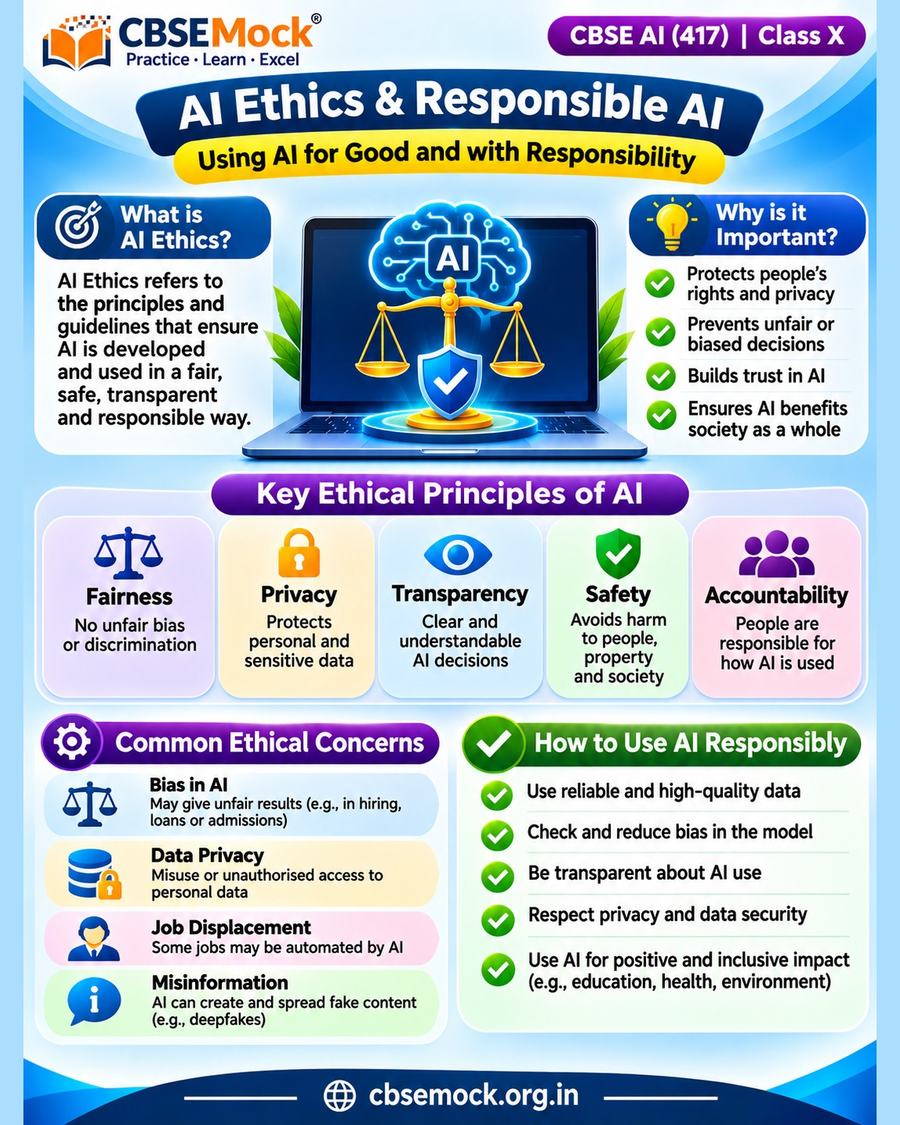 CBSEMock®
Practice · Learn · Excel
CBSE AI (417) | Class X
AI Ethics & Responsible AI
Using AI for Good and with Responsibility
What is
AI Ethics?
AI Ethics refers to
the principles and
guidelines that ensure
AI is developed
and used in a fair,
safe, transparent
and responsible way.
AI
Why is it
Important?
Protects people's
rights and privacy
Prevents unfair or
biased decisions
Builds trust in AI
Ensures AI benefits
society as a whole
Key Ethical Principles of AI
Fairness
No unfair bias
or discrimination
Privacy
Protects
personal and
sensitive data
Transparency
Clear and
understandable
AI decisions
Safety
Avoids harm
to people,
property
and society
Accountability
People are
responsible for
how AI is used
Common Ethical Concerns
Bias in AI
May give unfair results (e.g., in hiring,
loans or admissions)
Data Privacy
Misuse or unauthorised access to
personal data
Job Displacement
Some jobs may be automated by AI
Misinformation
AI can create and spread fake content
(e.g., deepfakes)
How to Use AI Responsibly
Use reliable and high-quality data
Check and reduce bias in the model
Be transparent about AI use
Respect privacy and data security
Use AI for positive and inclusive impact
(e.g., education, health, environment)
cbsemock.org.in